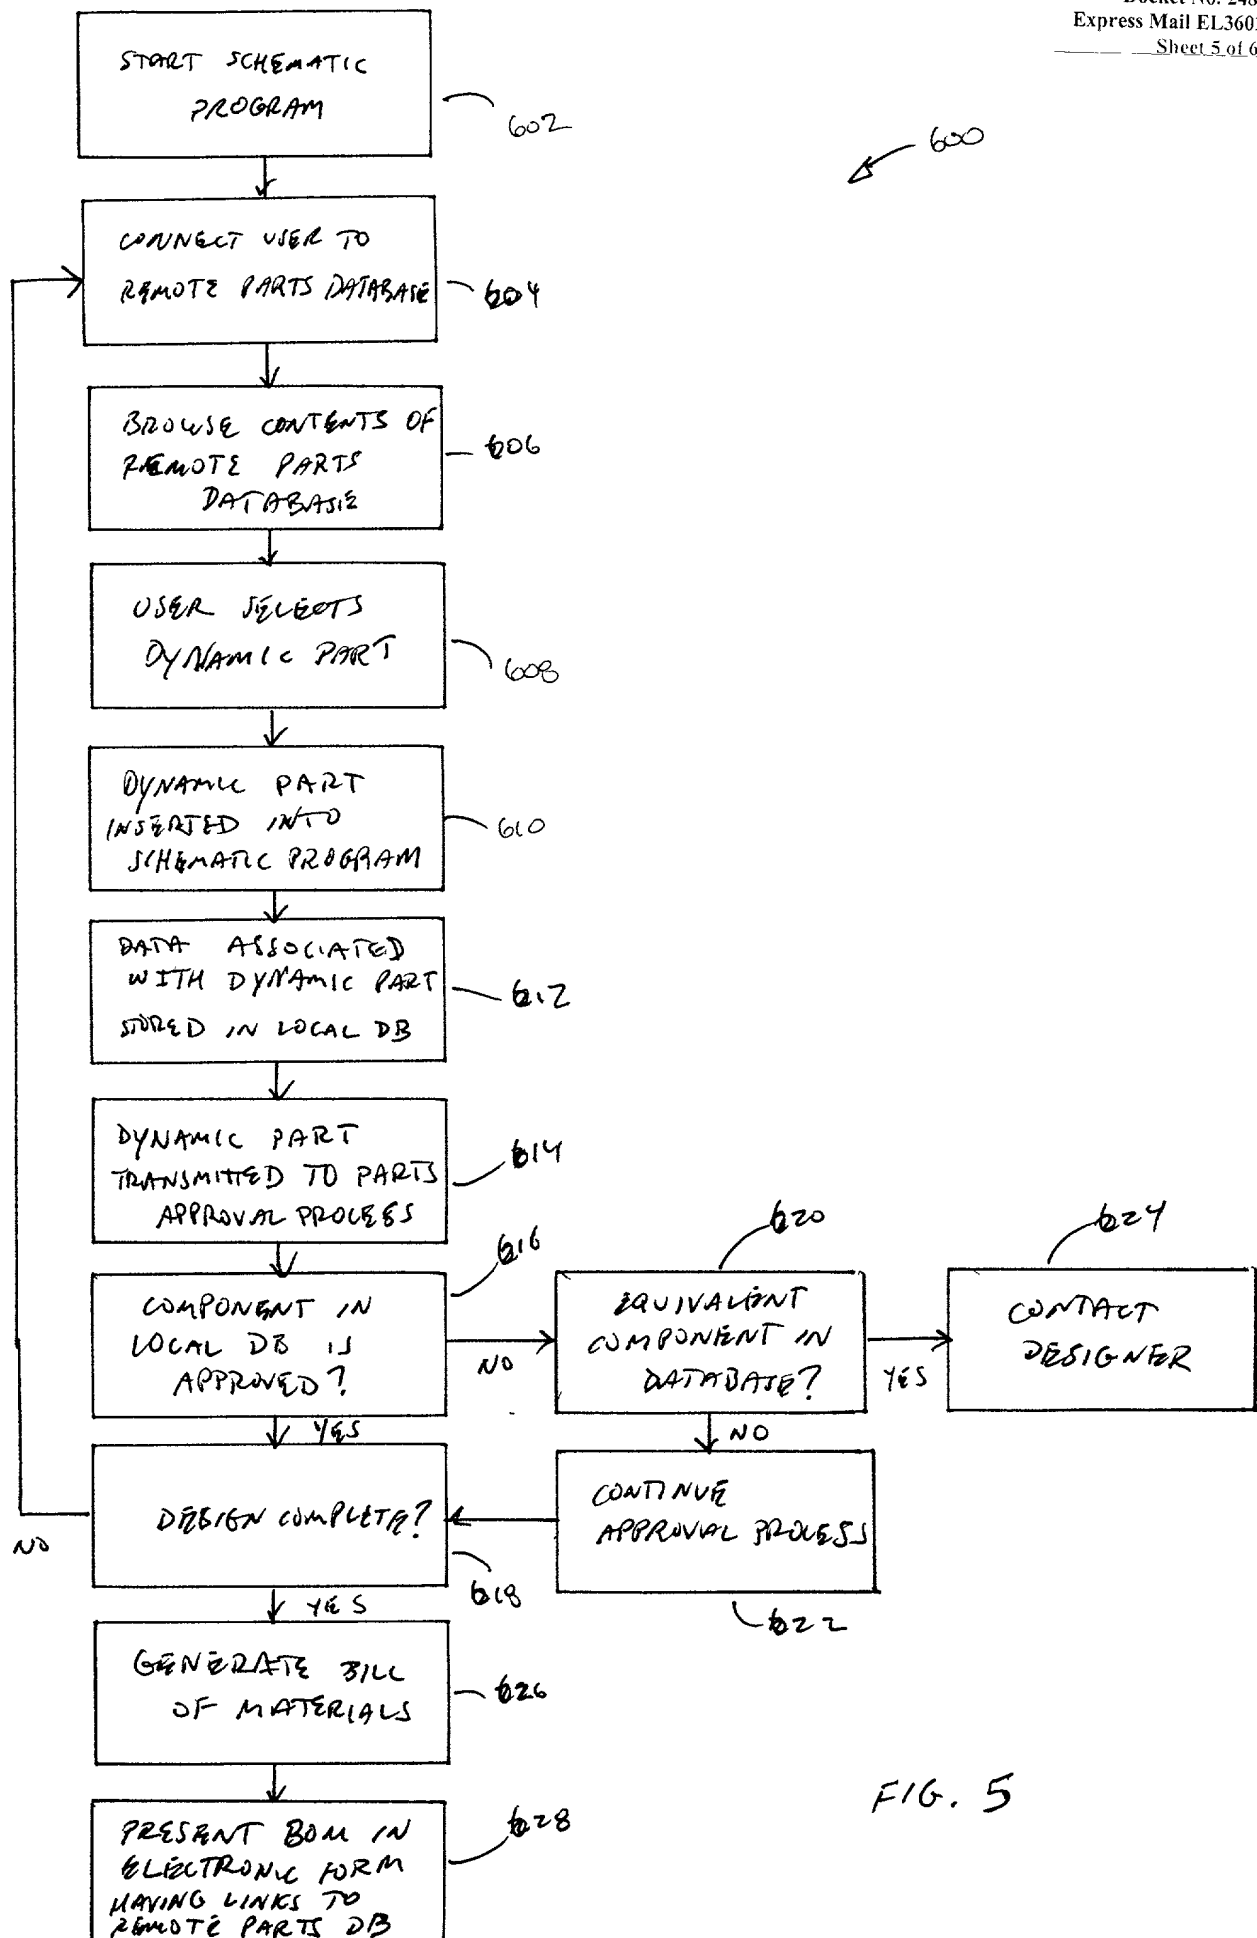 Docket No. 248
Express Mail EL360
Sheet 5 of 6
START SCHEMATIC
PROGRAM
602
600
CONNECT USER TO
REMOTE PARTS DATABASE
604
BROWSE CONTENTS OF
REMOTE PARTS
DATABASE
606
USER SELECTS
DYNAMIC PART
608
DYNAMIC PART
INSERTED INTO
SCHEMATIC PROGRAM
610
DATA ASSOCIATED
WITH DYNAMIC PART
STORED IN LOCAL DB
612
DYNAMIC PART
TRANSMITTED TO PARTS
APPROVAL PROCESS
614
COMPONENT IN
LOCAL DB IS
APPROVED?
616
NO
EQUIVALENT
COMPONENT IN
DATABASE?
620
YES
CONTACT
DESIGNER
624
YES
NO
DESIGN COMPLETE?
618
NO
CONTINUE
APPROVAL PROCESS
622
YES
GENERATE BILL
OF MATERIALS
626
PRESENT BOM IN
ELECTRONIC FORM
HAVING LINKS TO
REMOTE PARTS DB
628
FIG. 5